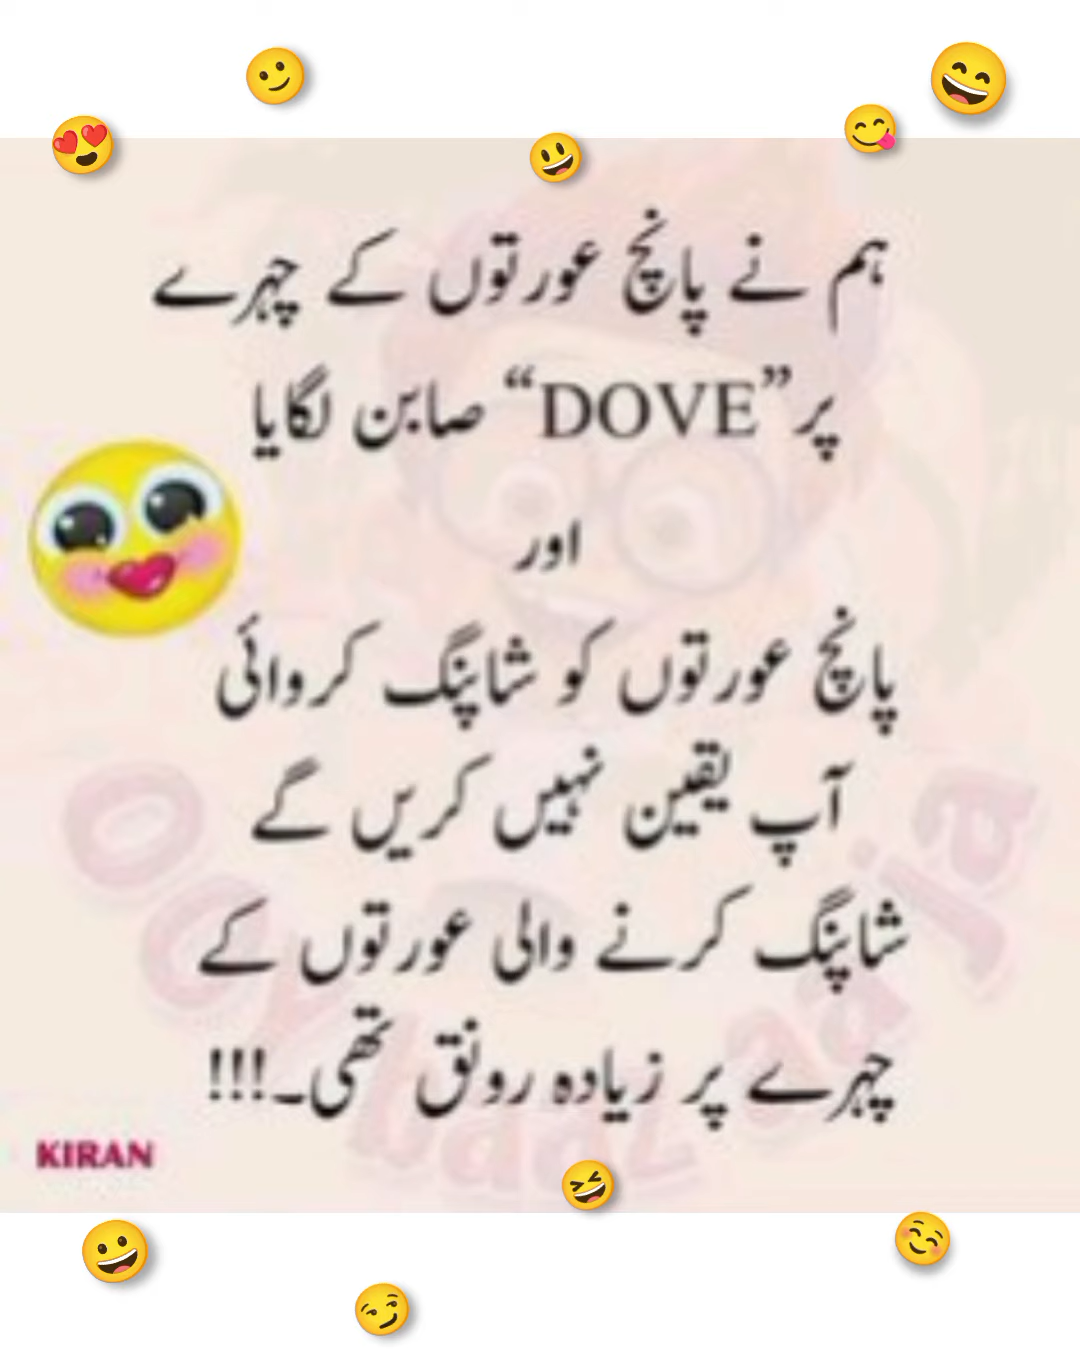 ہم نے پانچ عورتوں کے چہرے
پر”DOVE“ صابن لگایا
اور
پانچ عورتوں کو شاپنگ کروائی
آپ یقین نہیں کریں گے
شاپنگ کرنے والی عورتوں کے
چہرے پر زیادہ رونق تھی۔!!!
KIRAN